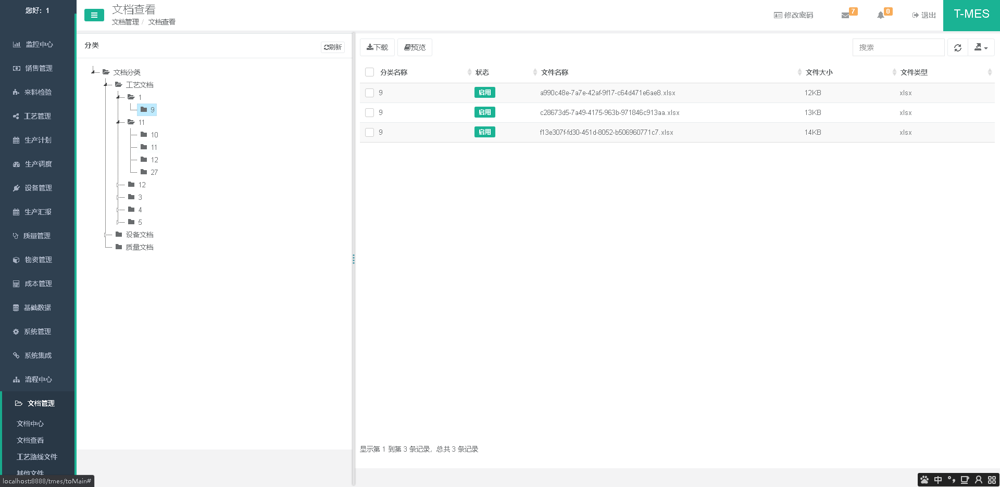 您好：1
监控中心
销售管理
来料检验
工艺管理
生产计划
生产调度
设备管理
生产汇报
质量管理
物资管理
成本管理
基础数据
系统管理
系统集成
流程中心
文档管理
文档中心
文档查看
工艺路线文件
其他文件
localhost:8888/tmes/toMain#
文档查看
文档管理 / 文档查看
修改密码
7
0
退出
T-MES
分类
刷新
文档分类
工艺文档
1
9
11
10
11
12
27
12
3
4
5
设备文档
质量文档
下载
预览
搜索
分类名称 状态 文件名称 文件大小 文件类型
9 启用 a990c48e-7a7e-42af-9f17-c64d471e6ae8.xlsx 12KB xlsx
9 启用 c28673d5-7a49-4175-963b-971846c913aa.xlsx 13KB xlsx
9 启用 f13e307f-fd30-451d-8052-b506960771c7.xlsx 14KB xlsx
显示第 1 到第 3 条记录，总共 3 条记录
中